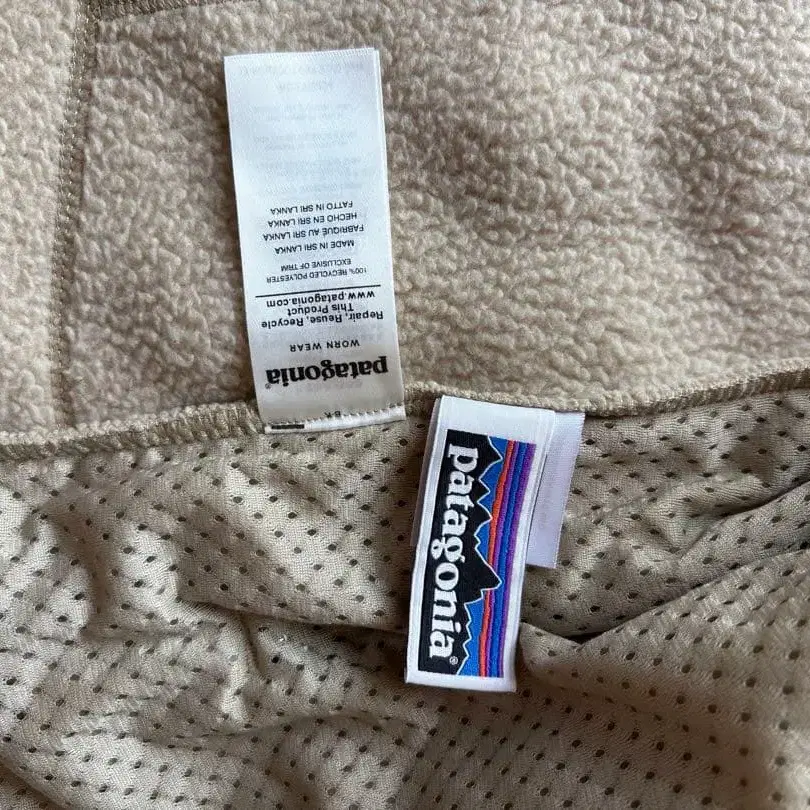 patagonia®
WORN WEAR
Repair, Reuse, Recycle
This Product
www.patagonia.com
100% RECYCLED POLYESTER
EXCLUSIVE OF TRIM
MADE IN SRI LANKA
FABRIQUÉ AU SRI LANKA
HECHO EN SRI LANKA
FATTO IN SRI LANKA
patagonia®